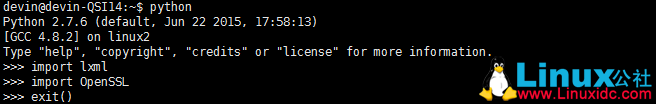 devin@devin-QSI14:~$ python
Python 2.7.6 (default, Jun 22 2015, 17:58:13)
[GCC 4.8.2] on linux2
Type "help", "copyright", "credits" or "license" for more information.
>>> import lxml
>>> import OpenSSL
>>> exit()
Linux公社
www.Linuxidc.com